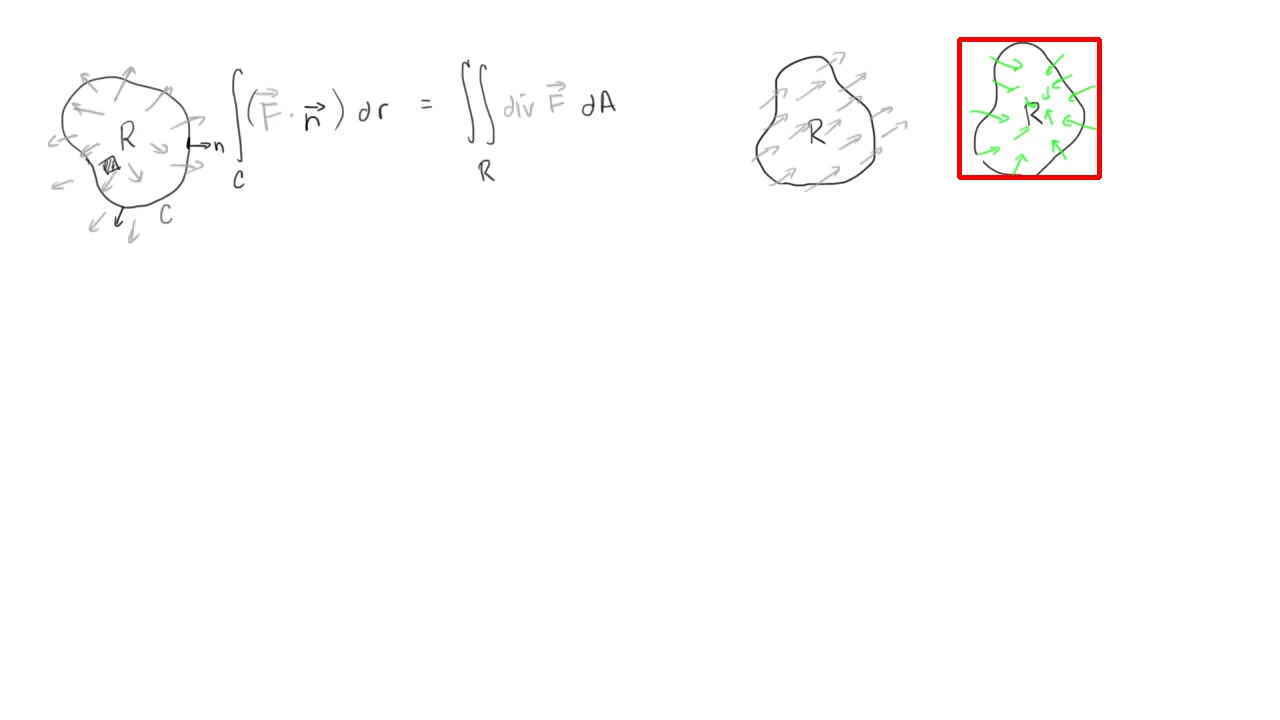 R
n
C
∫ (F⃗ · n⃗) dr = ∬ div F⃗ dA
C
R
R
R